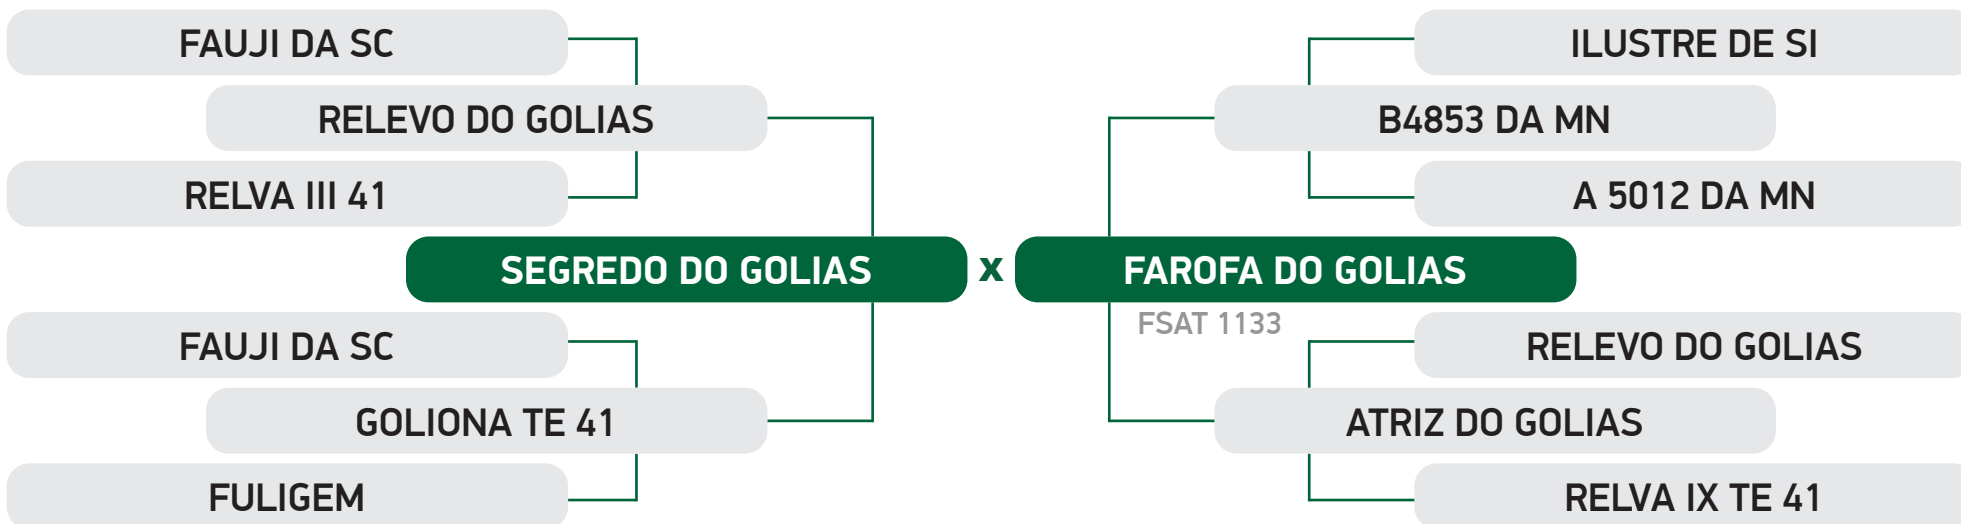 FAUJI DA SC
ILUSTRE DE SI
RELEVO DO GOLIAS
B4853 DA MN
RELVA III 41
A 5012 DA MN
SEGREDO DO GOLIAS x FAROFA DO GOLIAS
FSAT 1133
FAUJI DA SC
RELEVO DO GOLIAS
GOLIONA TE 41
ATRIZ DO GOLIAS
FULIGEM
RELVA IX TE 41